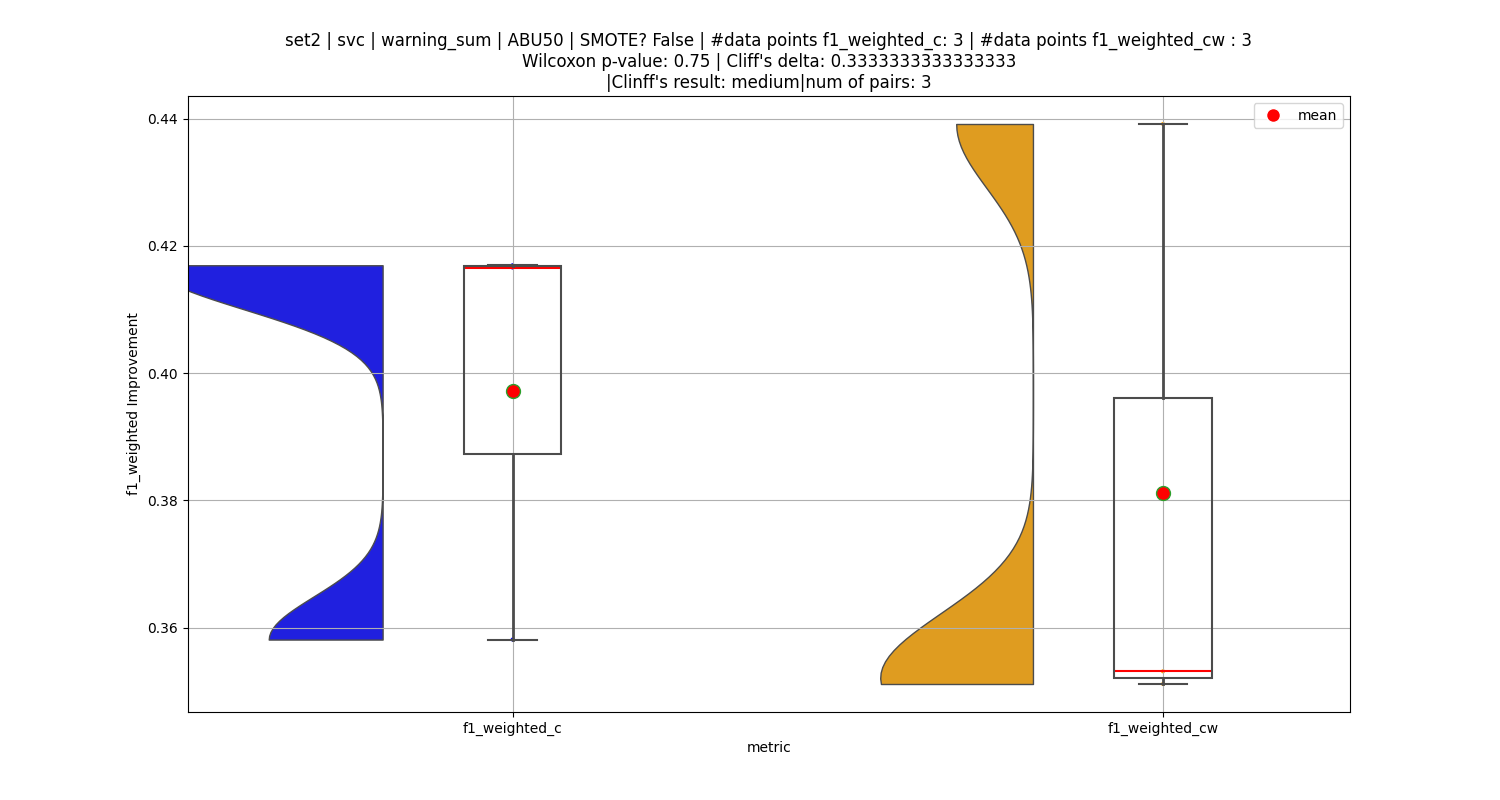 set2 | svc | warning_sum | ABU50 | SMOTE? False | #data points f1_weighted_c: 3 | #data points f1_weighted_cw : 3
Wilcoxon p-value: 0.75 | Cliff's delta: 0.3333333333333333
|Clinff's result: medium|num of pairs: 3
mean
0.44
0.42
0.40
0.38
0.36
f1_weighted Improvement
f1_weighted_c
f1_weighted_cw
metric